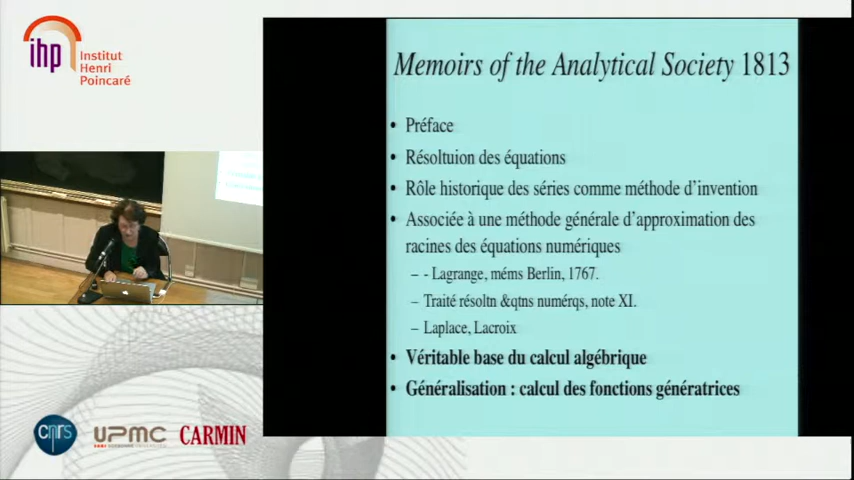 ihp
Institut
Henri
Poincaré
Memoirs of the Analytical Society 1813
• Préface
• Résoltuion des équations
• Rôle historique des séries comme méthode d'invention
• Associée à une méthode générale d'approximation des
racines des équations numériques
– - Lagrange, méms Berlin, 1767.
– Traité résoltn &qtns numérqs, note XI.
– Laplace, Lacroix
• Véritable base du calcul algébrique
• Généralisation : calcul des fonctions génératrices
cnrs
UPMC
CARMIN